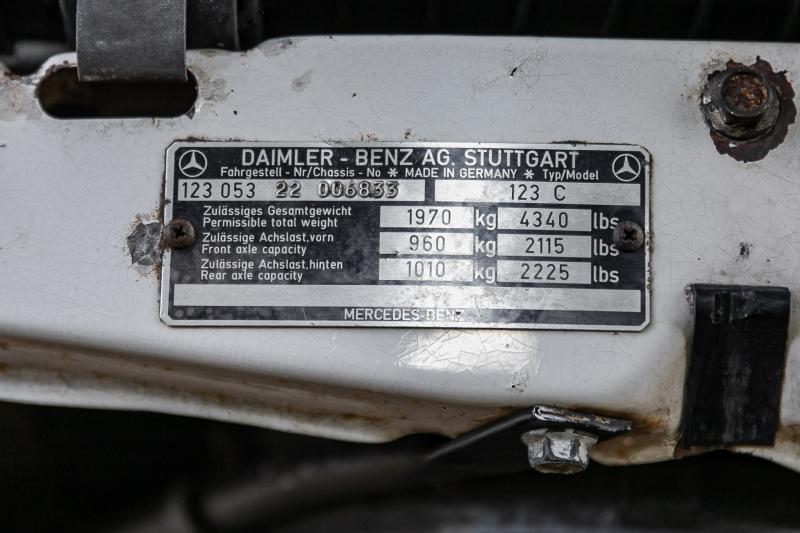 DAIMLER - BENZ AG. STUTTGART
Fahrgestell - Nr/Chassis - No * MADE IN GERMANY * Typ/Model
123 053 22 006833 123 C
Zulässiges Gesamtgewicht
Permissible total weight 1970 kg 4340 lbs
Zulässige Achslast,vorn
Front axle capacity 960 kg 2115 lbs
Zulässige Achslast,hinten
Rear axle capacity 1010 kg 2225 lbs
MERCEDES-BENZ